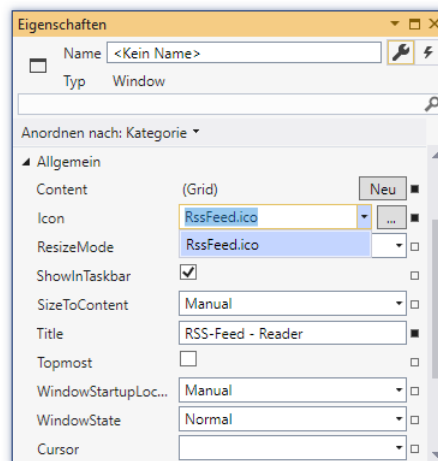 Eigenschaften
Name <Kein Name>
Typ Window
Anordnen nach: Kategorie
Allgemein
Content (Grid) Neu
Icon RssFeed.ico ...
RssFeed.ico
ResizeMode
ShowInTaskbar
SizeToContent Manual
Title RSS-Feed - Reader
Topmost
WindowStartupLoc... Manual
WindowState Normal
Cursor